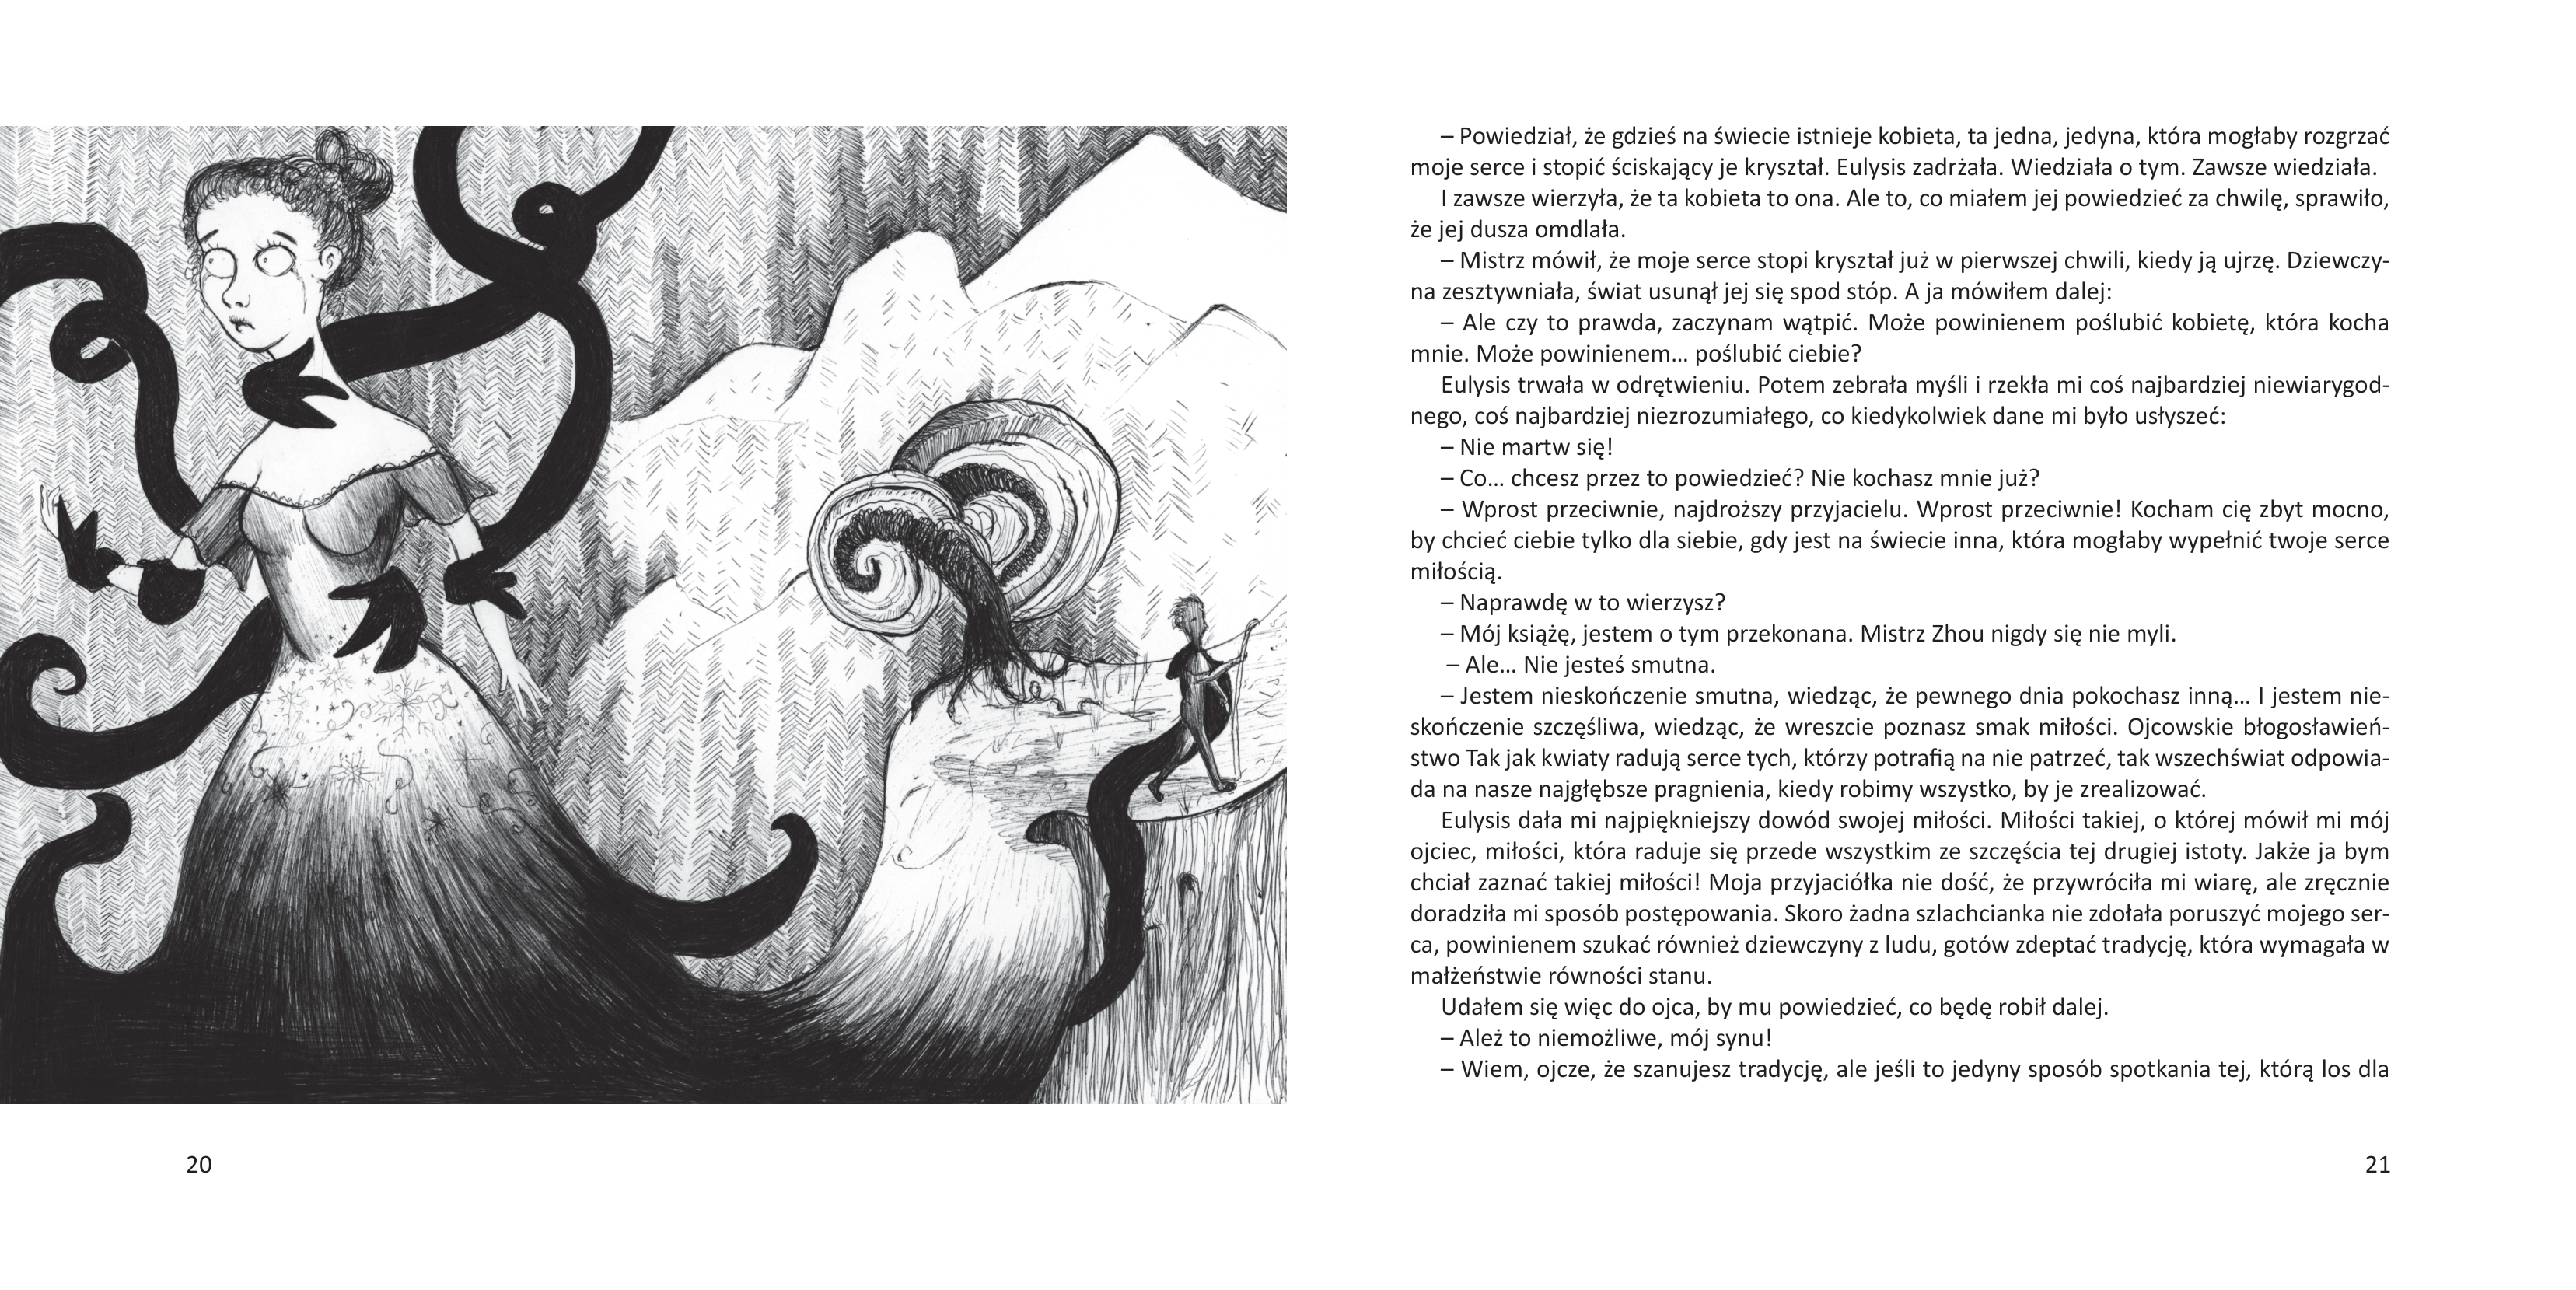 – Powiedział, że gdzieś na świecie istnieje kobieta, ta jedna, jedyna, która mogłaby rozgrzać
moje serce i stopić ściskający je kryształ. Eulysis zadrżała. Wiedziała o tym. Zawsze wiedziała.
I zawsze wierzyła, że ta kobieta to ona. Ale to, co miałem jej powiedzieć za chwilę, sprawiło,
że jej dusza omdlała.
– Mistrz mówił, że moje serce stopi kryształ już w pierwszej chwili, kiedy ją ujrzę. Dziewczy-
na zesztywniała, świat usunął jej się spod stóp. A ja mówiłem dalej:
– Ale czy to prawda, zaczynam wątpić. Może powinienem poślubić kobietę, która kocha
mnie. Może powinienem... poślubić ciebie?
Eulysis trwała w odrętwieniu. Potem zebrała myśli i rzekła mi coś najbardziej niewiarygod-
nego, coś najbardziej niezrozumiałego, co kiedykolwiek dane mi było usłyszeć:
– Nie martw się!
– Co... chcesz przez to powiedzieć? Nie kochasz mnie już?
– Wprost przeciwnie, najdroższy przyjacielu. Wprost przeciwnie! Kocham cię zbyt mocno,
by chcieć ciebie tylko dla siebie, gdy jest na świecie inna, która mogłaby wypełnić twoje serce
miłością.
– Naprawdę w to wierzysz?
– Mój książę, jestem o tym przekonana. Mistrz Zhou nigdy się nie myli.
– Ale... Nie jesteś smutna.
– Jestem nieskończenie smutna, wiedząc, że pewnego dnia pokochasz inną... I jestem nie-
skończenie szczęśliwa, wiedząc, że wreszcie poznasz smak miłości. Ojcowskie błogosławień-
stwo Tak jak kwiaty radują serce tych, którzy potrafią na nie patrzeć, tak wszechświat odpowia-
da na nasze najgłębsze pragnienia, kiedy robimy wszystko, by je zrealizować.
Eulysis dała mi najpiękniejszy dowód swojej miłości. Miłości takiej, o której mówił mi mój
ojciec, miłości, która raduje się przede wszystkim ze szczęścia tej drugiej istoty. Jakże ja bym
chciał zaznać takiej miłości! Moja przyjaciółka nie dość, że przywróciła mi wiarę, ale zręcznie
doradziła mi sposób postępowania. Skoro żadna szlachcianka nie zdołała poruszyć mojego ser-
ca, powinienem szukać również dziewczyny z ludu, gotów zdeptać tradycję, która wymagała w
małżeństwie równości stanu.
Udałem się więc do ojca, by mu powiedzieć, co będę robił dalej.
– Ależ to niemożliwe, mój synu!
– Wiem, ojcze, że szanujesz tradycję, ale jeśli to jedyny sposób spotkania tej, którą los dla
20
21